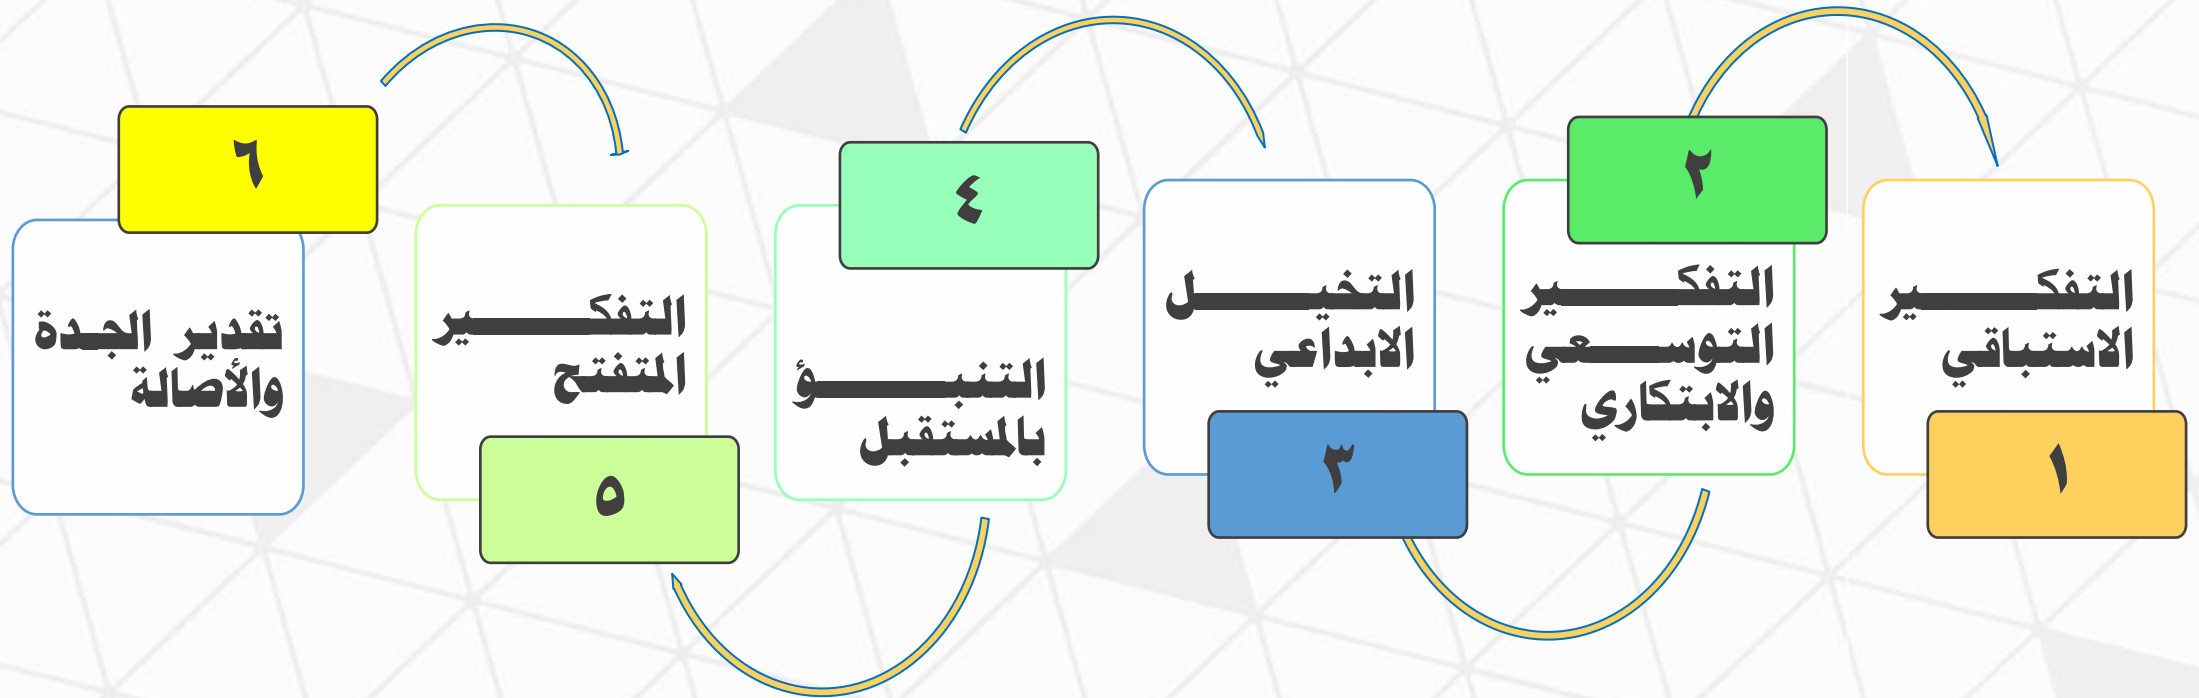 التفكير
الاستباقي
١
٢
التفكير
التوسعي
والابتكاري
التخيل
الابداعي
٣
٤
التنبؤ
بالمستقبل
التفكير
المتفتح
٥
٦
تقدير الجدة
والأصالة